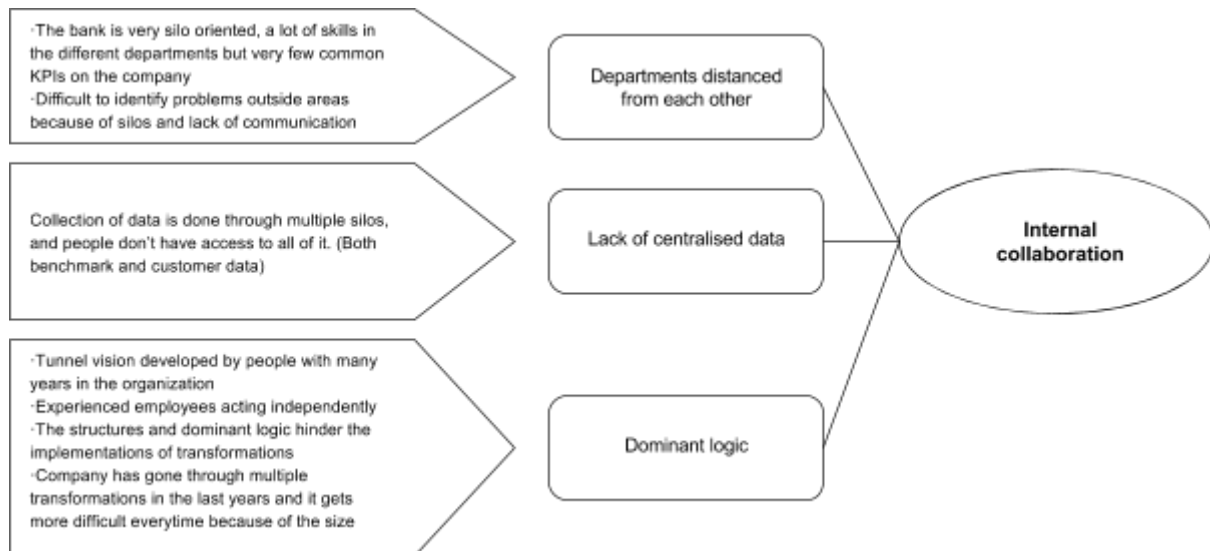 ·The bank is very silo oriented, a lot of skills in
the different departments but very few common
KPIs on the company
·Difficult to identify problems outside areas
because of silos and lack of communication
Departments distanced
from each other
Collection of data is done through multiple silos,
and people don't have access to all of it. (Both
benchmark and customer data)
Lack of centralised data
Internal
collaboration
·Tunnel vision developed by people with many
years in the organization
·Experienced employees acting independently
·The structures and dominant logic hinder the
implementations of transformations
·Company has gone through multiple
transformations in the last years and it gets
more difficult everytime because of the size
Dominant logic